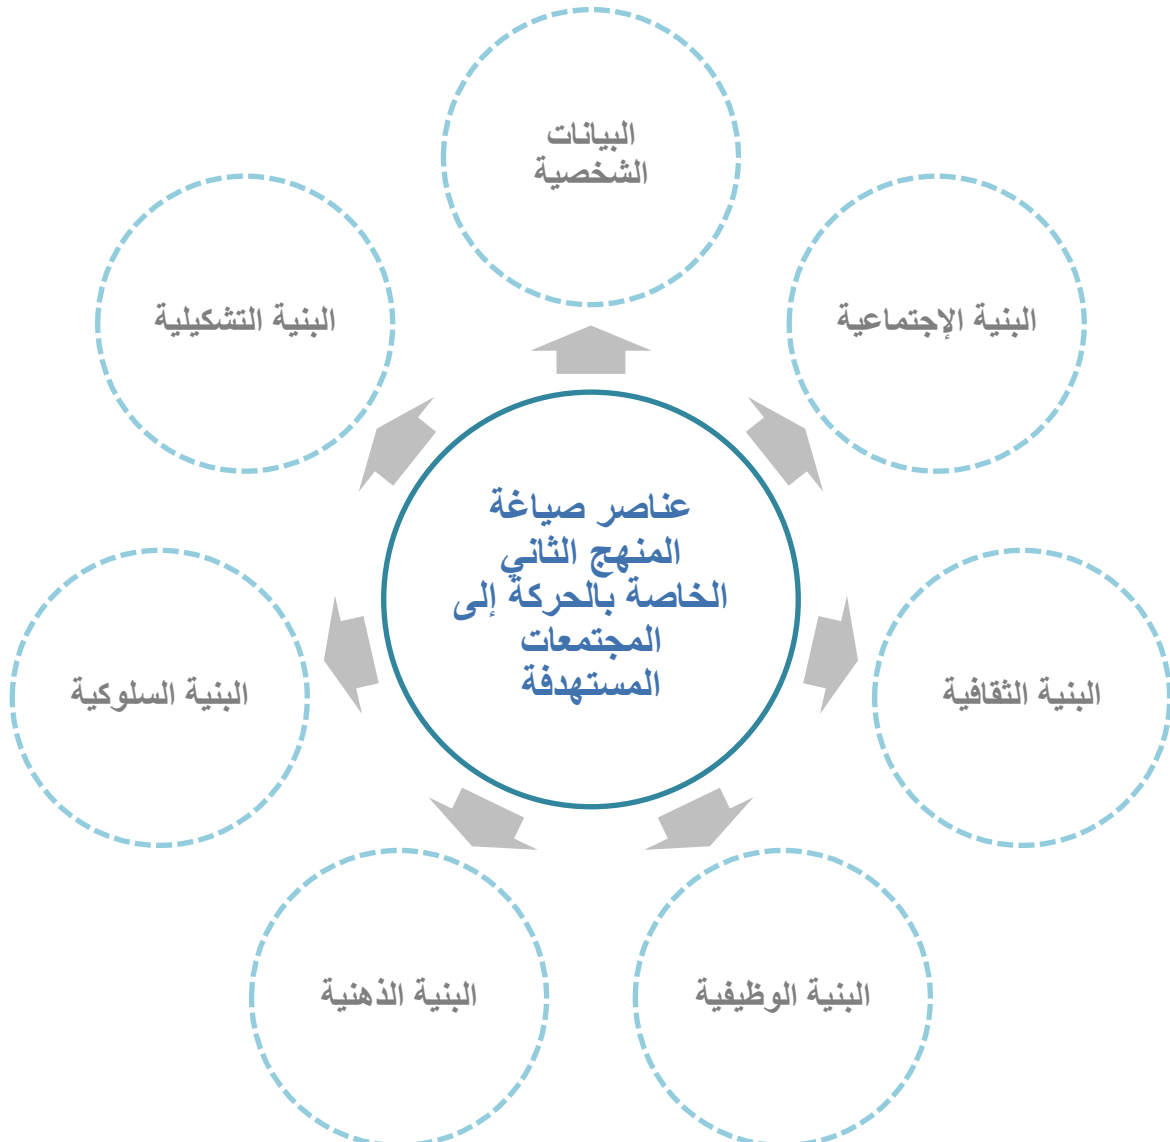 البيانات
الشخصية
البنية الإجتماعية
البنية الثقافية
البنية الوظيفية
البنية الذهنية
البنية السلوكية
البنية التشكيلية
عناصر صياغة
المنهج الثاني
الخاصة بالحركة إلى
المجتمعات
المستهدفة